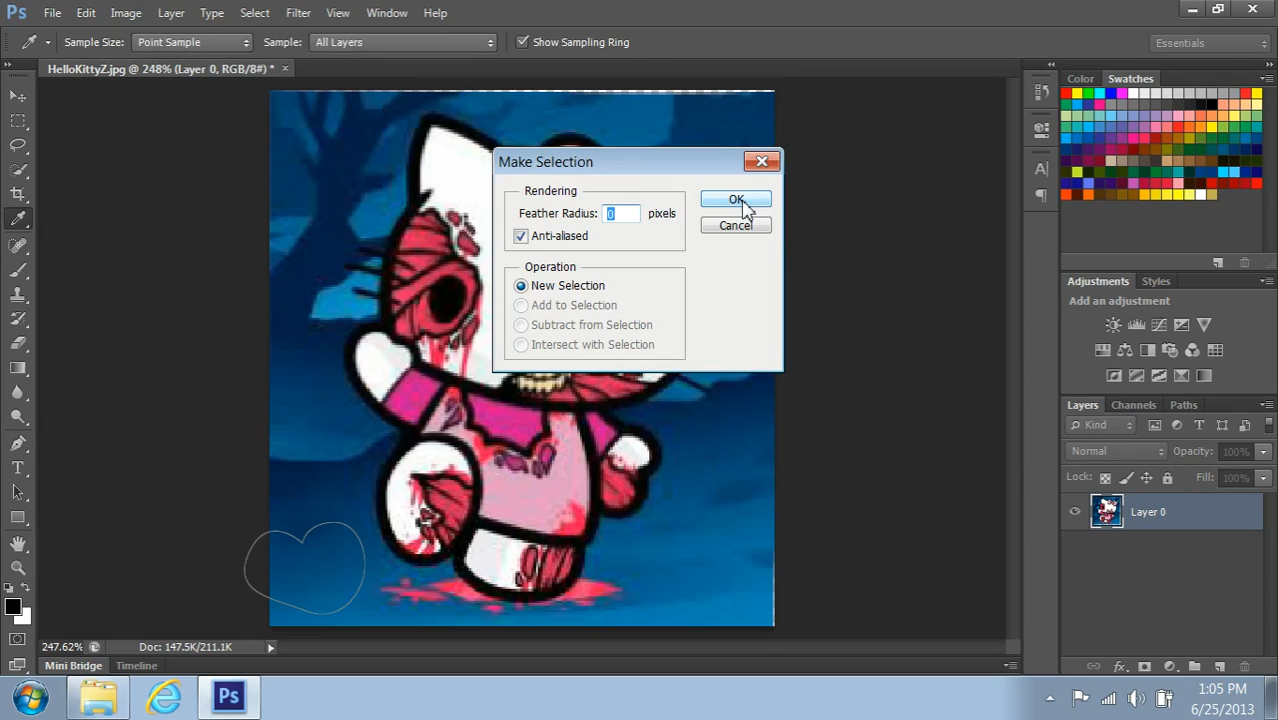 Ps File Edit Image Layer Type Select Filter View Window Help
Sample Size: Point Sample Sample: All Layers Show Sampling Ring Essentials
HelloKittyZ.jpg @ 248% (Layer 0, RGB/8#) * ×
Color Swatches
Make Selection
Rendering
Feather Radius: 0 pixels
Anti-aliased
OK
Cancel
Operation
New Selection
Add to Selection
Subtract from Selection
Intersect with Selection
Adjustments Styles
Add an adjustment
Layers Channels Paths
Kind
Normal Opacity: 100%
Lock: Fill: 100%
Layer 0
247.62% Doc: 147.5K/211.1K
Mini Bridge Timeline
Ps
1:05 PM
6/25/2013